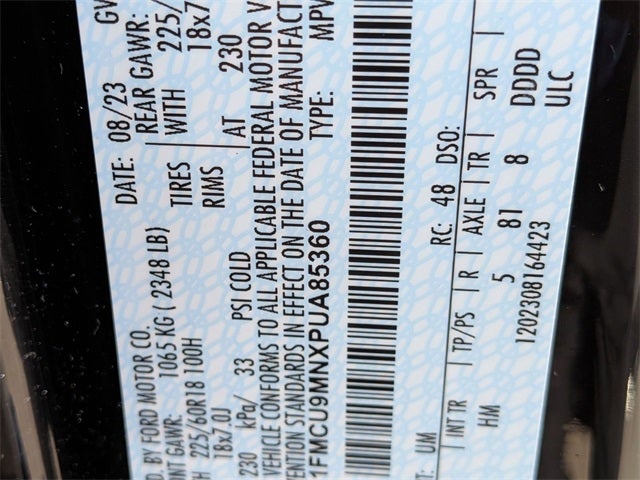 D. BY FORD MOTOR CO. DATE: 08/23 GV
NT GAWR: REAR GAWR:
1065 KG ( 2348 LB)
H 225/60R18 100H TIRES WITH 225/
18x7.0J RIMS 18x7
230 kPa/ 33 PSI COLD AT 230
VEHICLE CONFORMS TO ALL APPLICABLE FEDERAL MOTOR V
ENTION STANDARDS IN EFFECT ON THE DATE OF MANUFACT
1FMCU9MNXPUA85360 TYPE: MPV
T: UM RC: 48 DSO:
INT TR | TP/PS | R | AXLE | TR | SPR
HM 5 81 8 DDDD
1202308164423 ULC